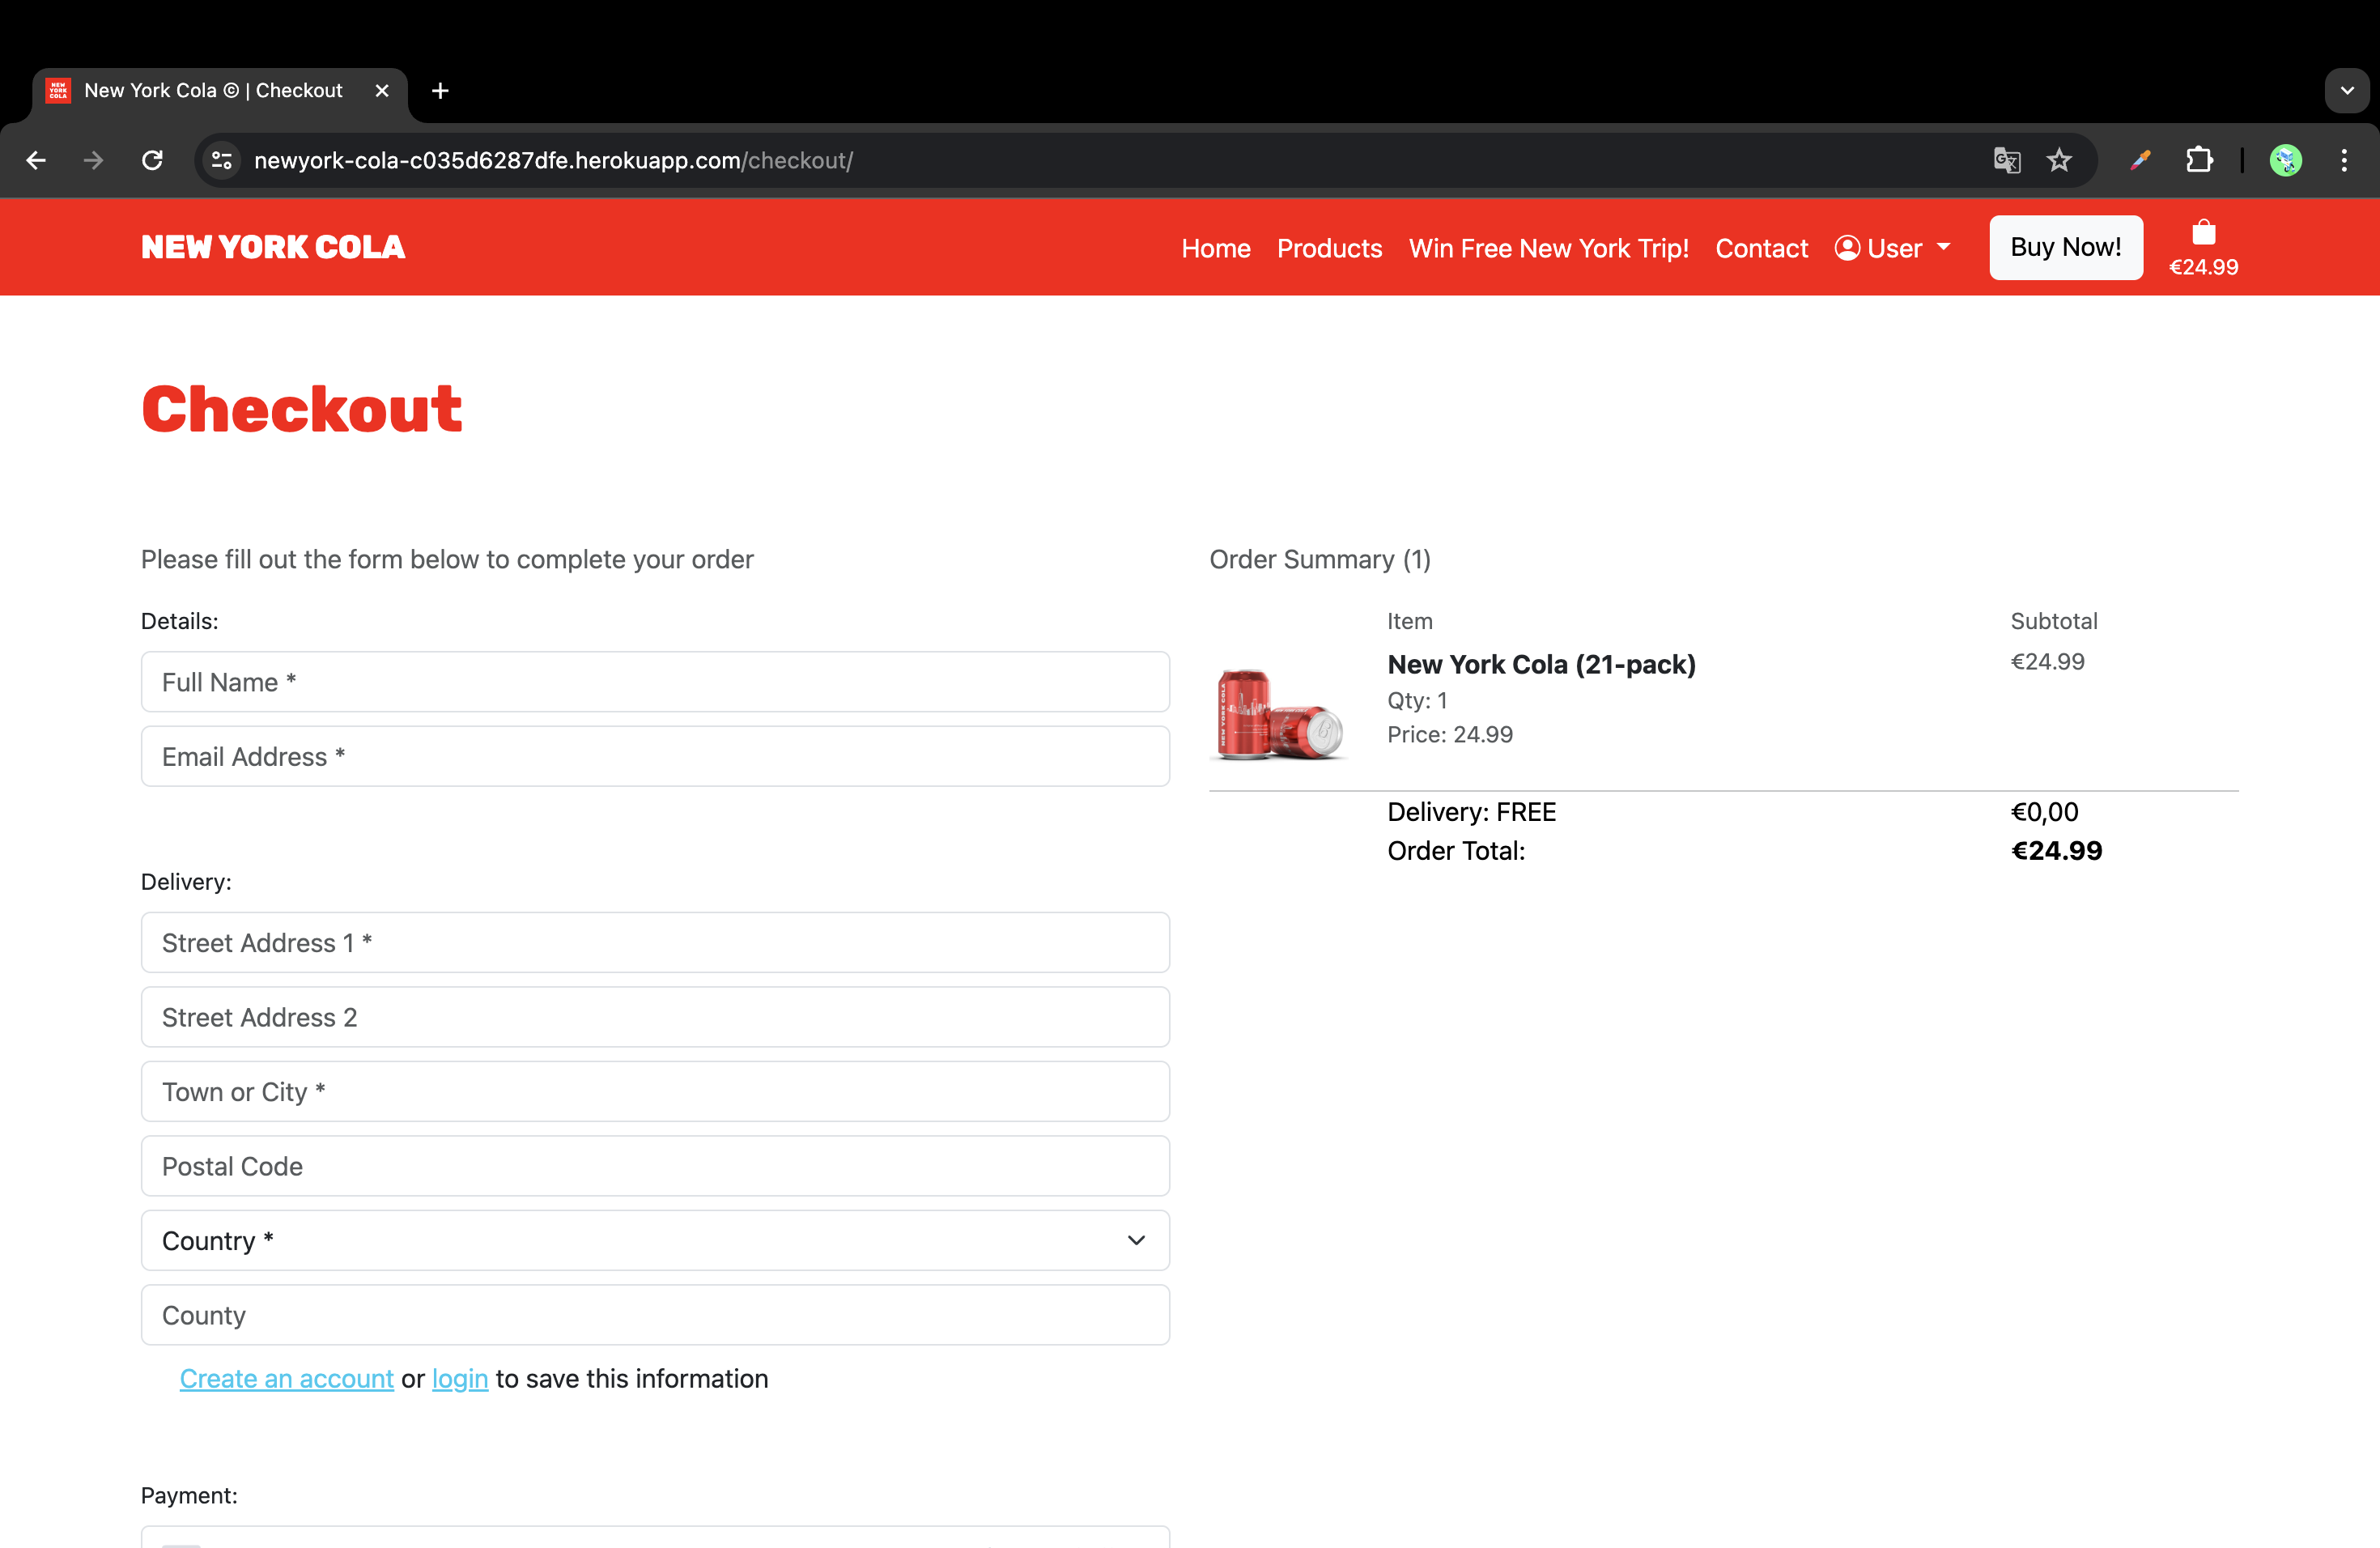 New York Cola © | Checkout
newyork-cola-c035d6287dfe.herokuapp.com/checkout/
NEW YORK COLA
Home Products Win Free New York Trip! Contact User Buy Now! €24.99
Checkout
Please fill out the form below to complete your order
Details:
Full Name *
Email Address *
Delivery:
Street Address 1 *
Street Address 2
Town or City *
Postal Code
Country *
County
Create an account or login to save this information
Payment:
Order Summary (1)
Item Subtotal
New York Cola (21-pack) €24.99
Qty: 1
Price: 24.99
NEW YORK COLA
Delivery: FREE €0,00
Order Total: €24.99